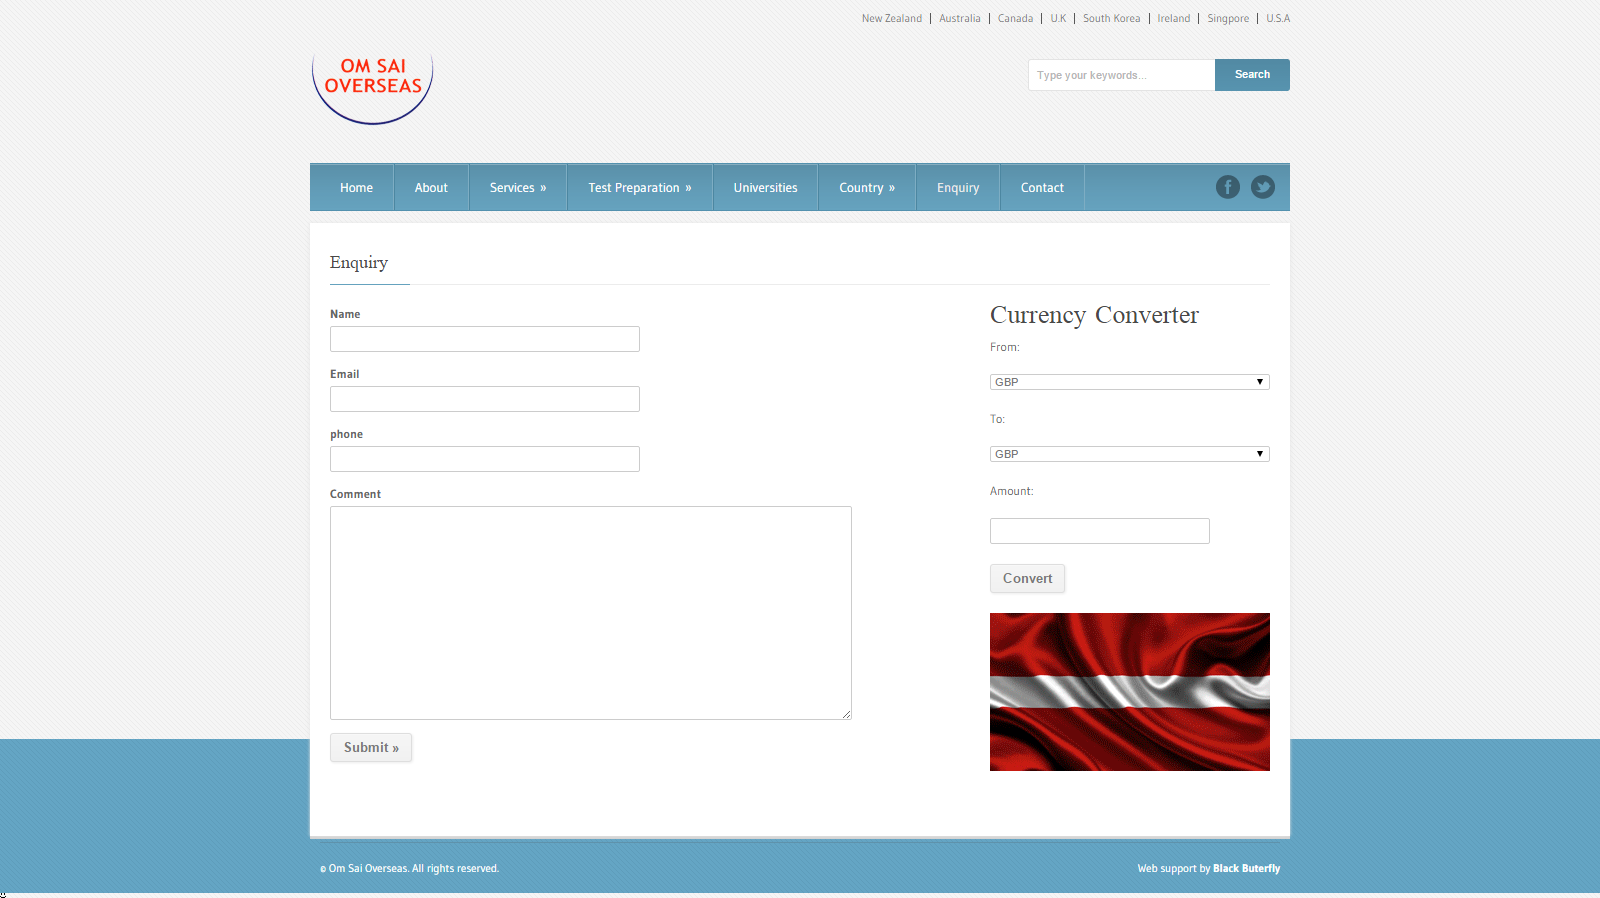 New Zealand Australia Canada U.K South Korea Ireland Singpore U.S.A
OM SAI
OVERSEAS
Type your keywords...
Search
Home About Services » Test Preparation » Universities Country » Enquiry Contact
Enquiry
Name
Email
phone
Comment
Submit »
Currency Converter
From:
GBP
To:
GBP
Amount:
Convert
© Om Sai Overseas. All rights reserved.
Web support by Black Buterfly